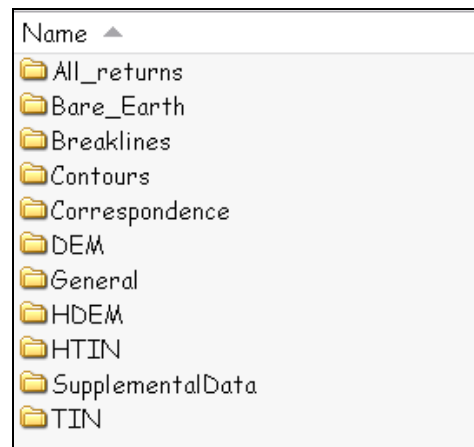 Name
All_returns
Bare_Earth
Breaklines
Contours
Correspondence
DEM
General
HDEM
HTIN
SupplementalData
TIN